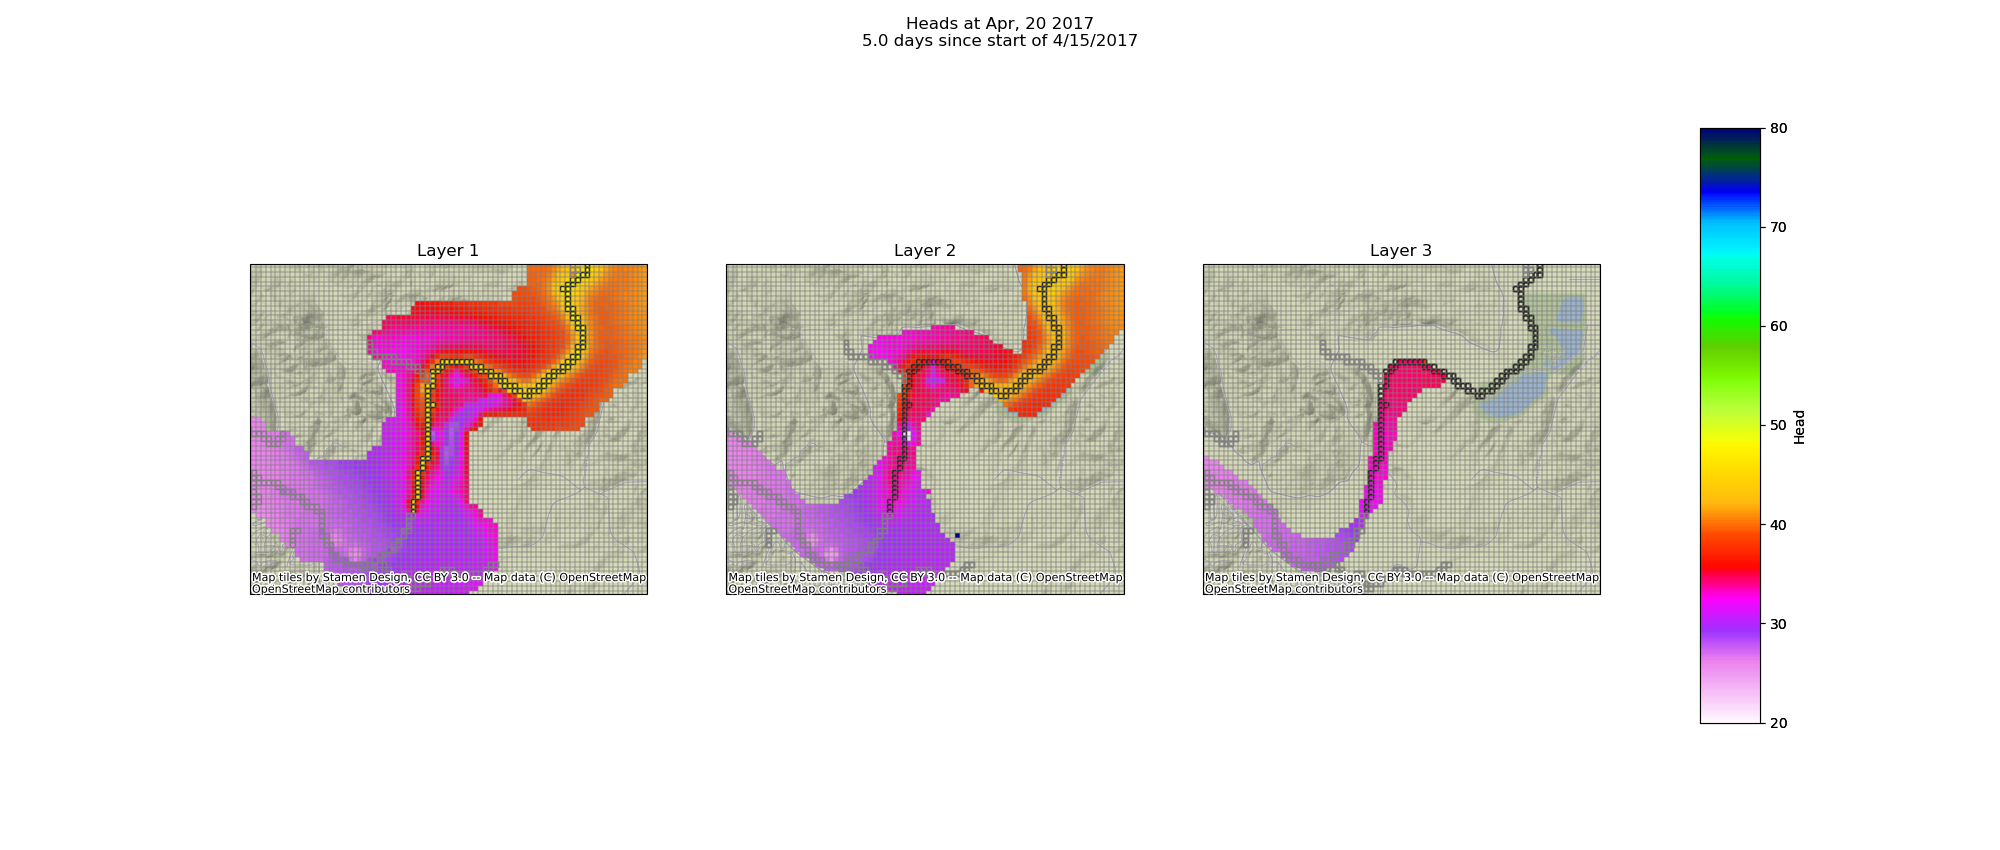 Heads at Apr, 20 2017
5.0 days since start of 4/15/2017
Layer 1
Layer 2
Layer 3
Map tiles by Stamen Design, CC BY 3.0 -- Map data (C) OpenStreetMap
OpenStreetMap contributors
Map tiles by Stamen Design, CC BY 3.0 -- Map data (C) OpenStreetMap
OpenStreetMap contributors
Map tiles by Stamen Design, CC BY 3.0 -- Map data (C) OpenStreetMap
OpenStreetMap contributors
80
70
60
50
40
30
20
Head